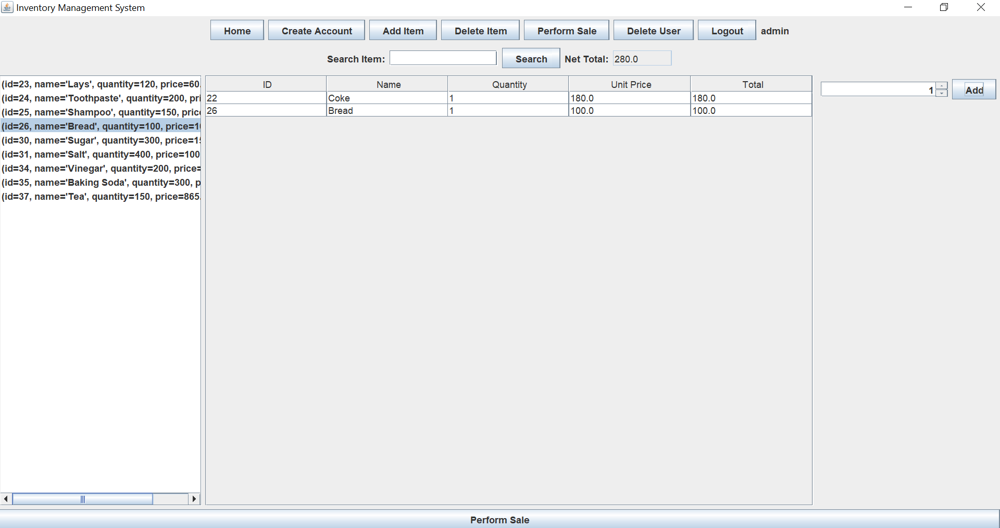 Inventory Management System
Home Create Account Add Item Delete Item Perform Sale Delete User Logout admin
Search Item: Search Net Total: 280.0
(id=23, name='Lays', quantity=120, price=60.
(id=24, name='Toothpaste', quantity=200, pri
(id=25, name='Shampoo', quantity=150, pric
(id=26, name='Bread', quantity=100, price=1
(id=30, name='Sugar', quantity=300, price=15
(id=31, name='Salt', quantity=400, price=100
(id=34, name='Vinegar', quantity=200, price=
(id=35, name='Baking Soda', quantity=300, p
(id=37, name='Tea', quantity=150, price=865.
ID Name Quantity Unit Price Total
22 Coke 1 180.0 180.0
26 Bread 1 100.0 100.0
1 Add
Perform Sale